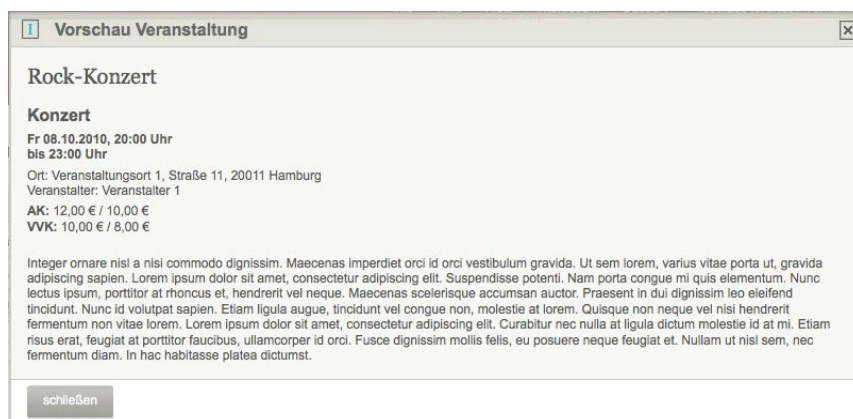 Vorschau Veranstaltung
Rock-Konzert
Konzert
Fr 08.10.2010, 20:00 Uhr
bis 23:00 Uhr
Ort: Veranstaltungsort 1, Straße 11, 20011 Hamburg
Veranstalter: Veranstalter 1
AK: 12,00 € / 10,00 €
VVK: 10,00 € / 8,00 €
Integer ornare nisl a nisi commodo dignissim. Maecenas imperdiet orci id orci vestibulum gravida. Ut sem lorem, varius vitae porta ut, gravida
adipiscing sapien. Lorem ipsum dolor sit amet, consectetur adipiscing elit. Suspendisse potenti. Nam porta congue mi quis elementum. Nunc
lectus ipsum, porttitor at rhoncus et, hendrerit vel neque. Maecenas scelerisque accumsan auctor. Praesent in dui dignissim leo eleifend
tincidunt. Nunc id volutpat sapien. Etiam ligula augue, tincidunt vel congue non, molestie at lorem. Quisque non neque vel nisi hendrerit
fermentum non vitae lorem. Lorem ipsum dolor sit amet, consectetur adipiscing elit. Curabitur nec nulla at ligula dictum molestie id at mi. Etiam
risus erat, feugiat at porttitor faucibus, ullamcorper id orci. Fusce dignissim mollis felis, eu posuere neque feugiat et. Nullam ut nisl sem, nec
fermentum diam. In hac habitasse platea dictumst.
schließen